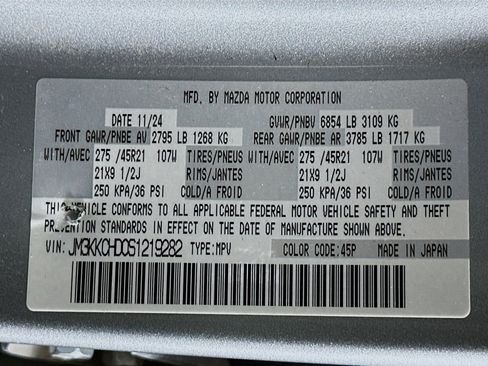 MFD. BY MAZDA MOTOR CORPORATION
DATE 11/24 GVWR/PNBV 6854 LB 3109 KG
FRONT GAWR/PNBE AV 2795 LB 1268 KG REAR GAWR/PNBE AR 3785 LB 1717 KG
WITH/AVEC 275 /45R21 107W TIRES/PNEUS WITH/AVEC 275 /45R21 107W TIRES/PNEUS
21X9 1/2J RIMS/JANTES 21X9 1/2J RIMS/JANTES
250 KPA/36 PSI COLD/A FROID 250 KPA/36 PSI COLD/A FROID
THIS VEHICLE CONFORMS TO ALL APPLICABLE FEDERAL MOTOR VEHICLE SAFETY AND THEFT
PREVENTION STANDARDS IN EFFECT ON THE DATE OF MANUFACTURE SHOWN ABOVE.
VIN: JM3KKCHD0S1219282 TYPE: MPV COLOR CODE: 45P MADE IN JAPAN